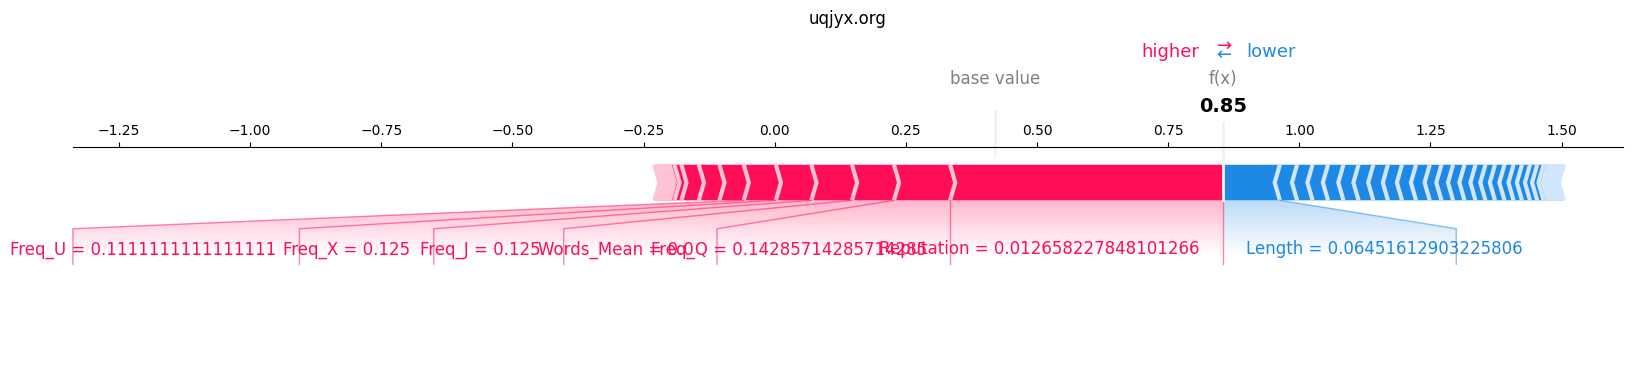 uqjyx.org
higher ⇄ lower
base value f(x)
0.85
−1.25 −1.00 −0.75 −0.50 −0.25 0.00 0.25 0.50 0.75 1.00 1.25 1.50
Freq_U = 0.1111111111111111 Freq_X = 0.125 Freq_J = 0.125 Words_Mean = 0.0 Freq_Q = 0.14285714285714285 Reputation = 0.012658227848101266 Length = 0.06451612903225806